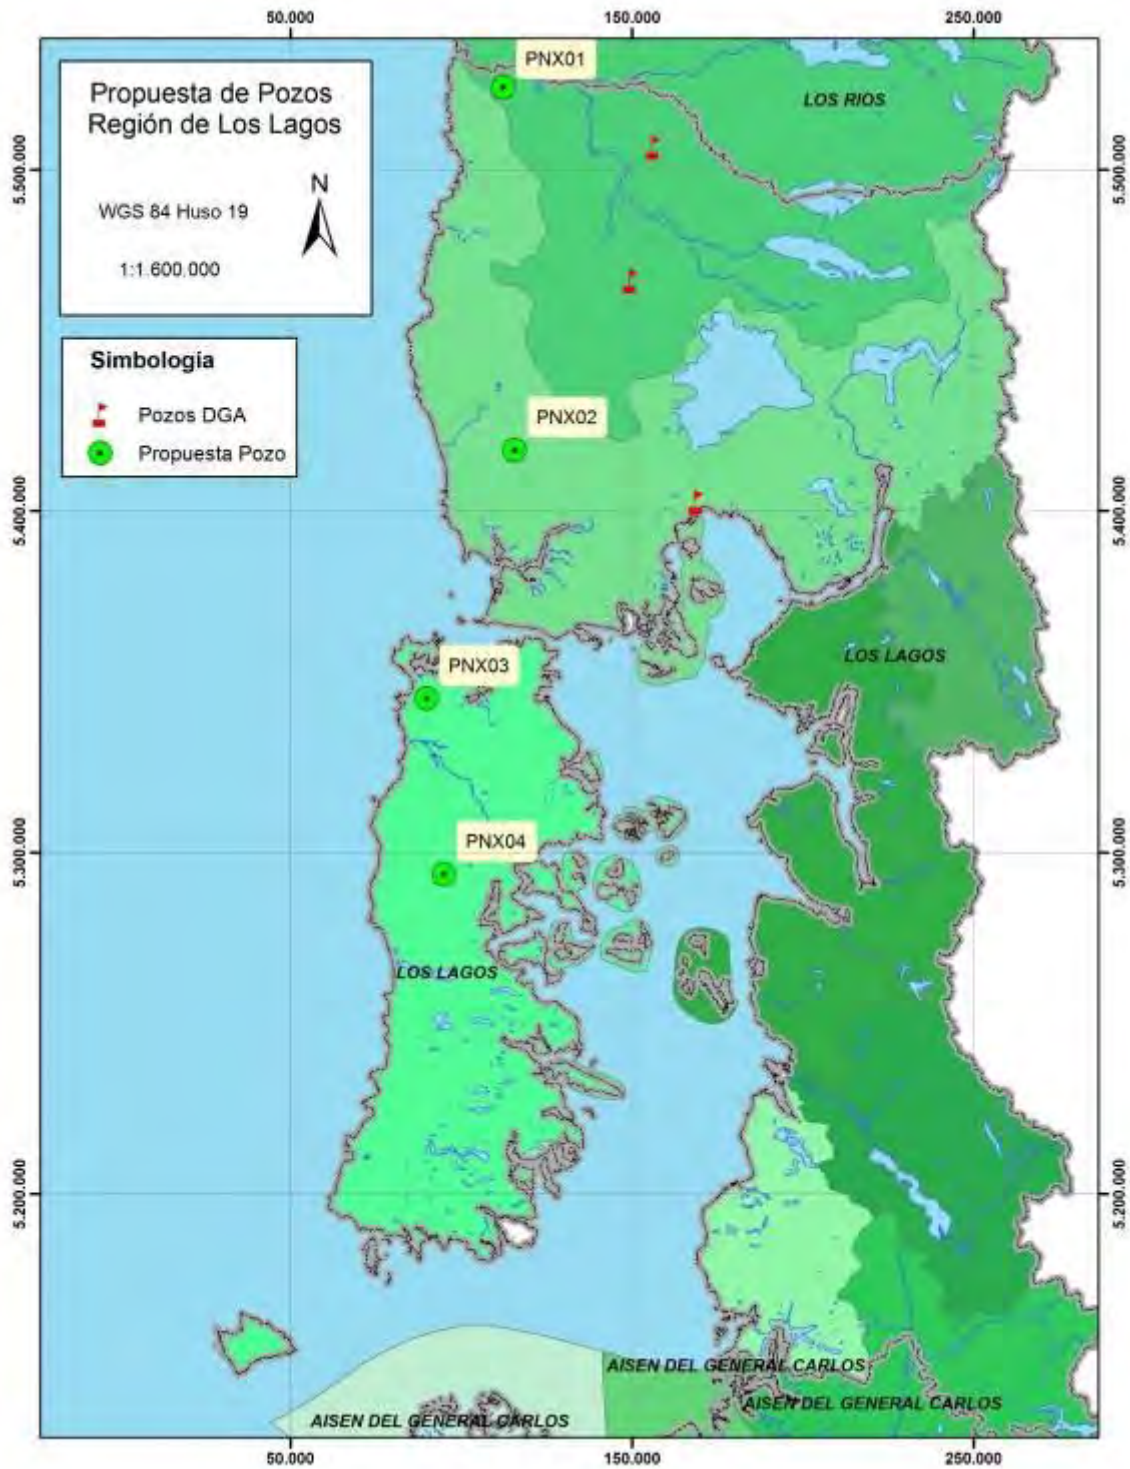 50.000
150.000
250.000
Propuesta de Pozos
Región de Los Lagos
N
WGS 84 Huso 19
1:1.600.000
Simbología
Pozos DGA
Propuesta Pozo
PNX01
LOS RIOS
5.500.000
5.500.000
PNX02
5.400.000
5.400.000
PNX03
LOS LAGOS
PNX04
5.300.000
5.300.000
LOS LAGOS
5.200.000
5.200.000
AISEN DEL GENERAL CARLOS
AISEN DEL GENERAL CARLOS
AISEN DEL GENERAL CARLOS
50.000
150.000
250.000